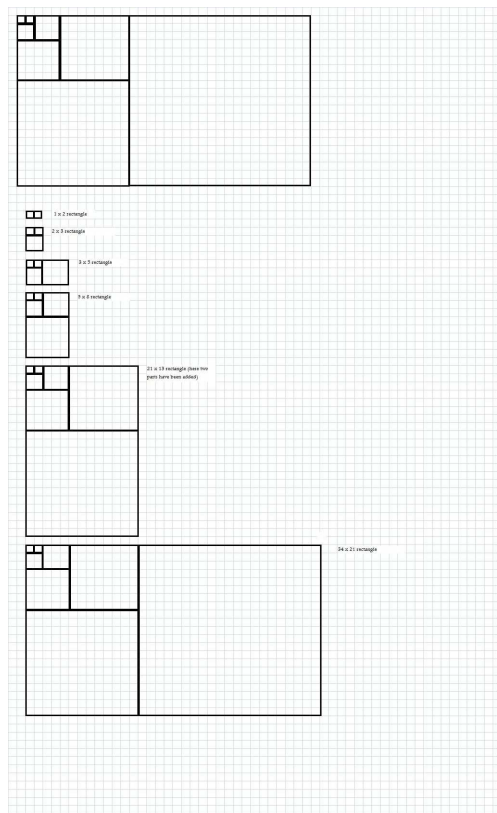 1 x 2 rectangle
2 x 3 rectangle
3 x 5 rectangle
5 x 8 rectangle
21 x 13 rectangle (here two
parts have been added)
34 x 21 rectangle